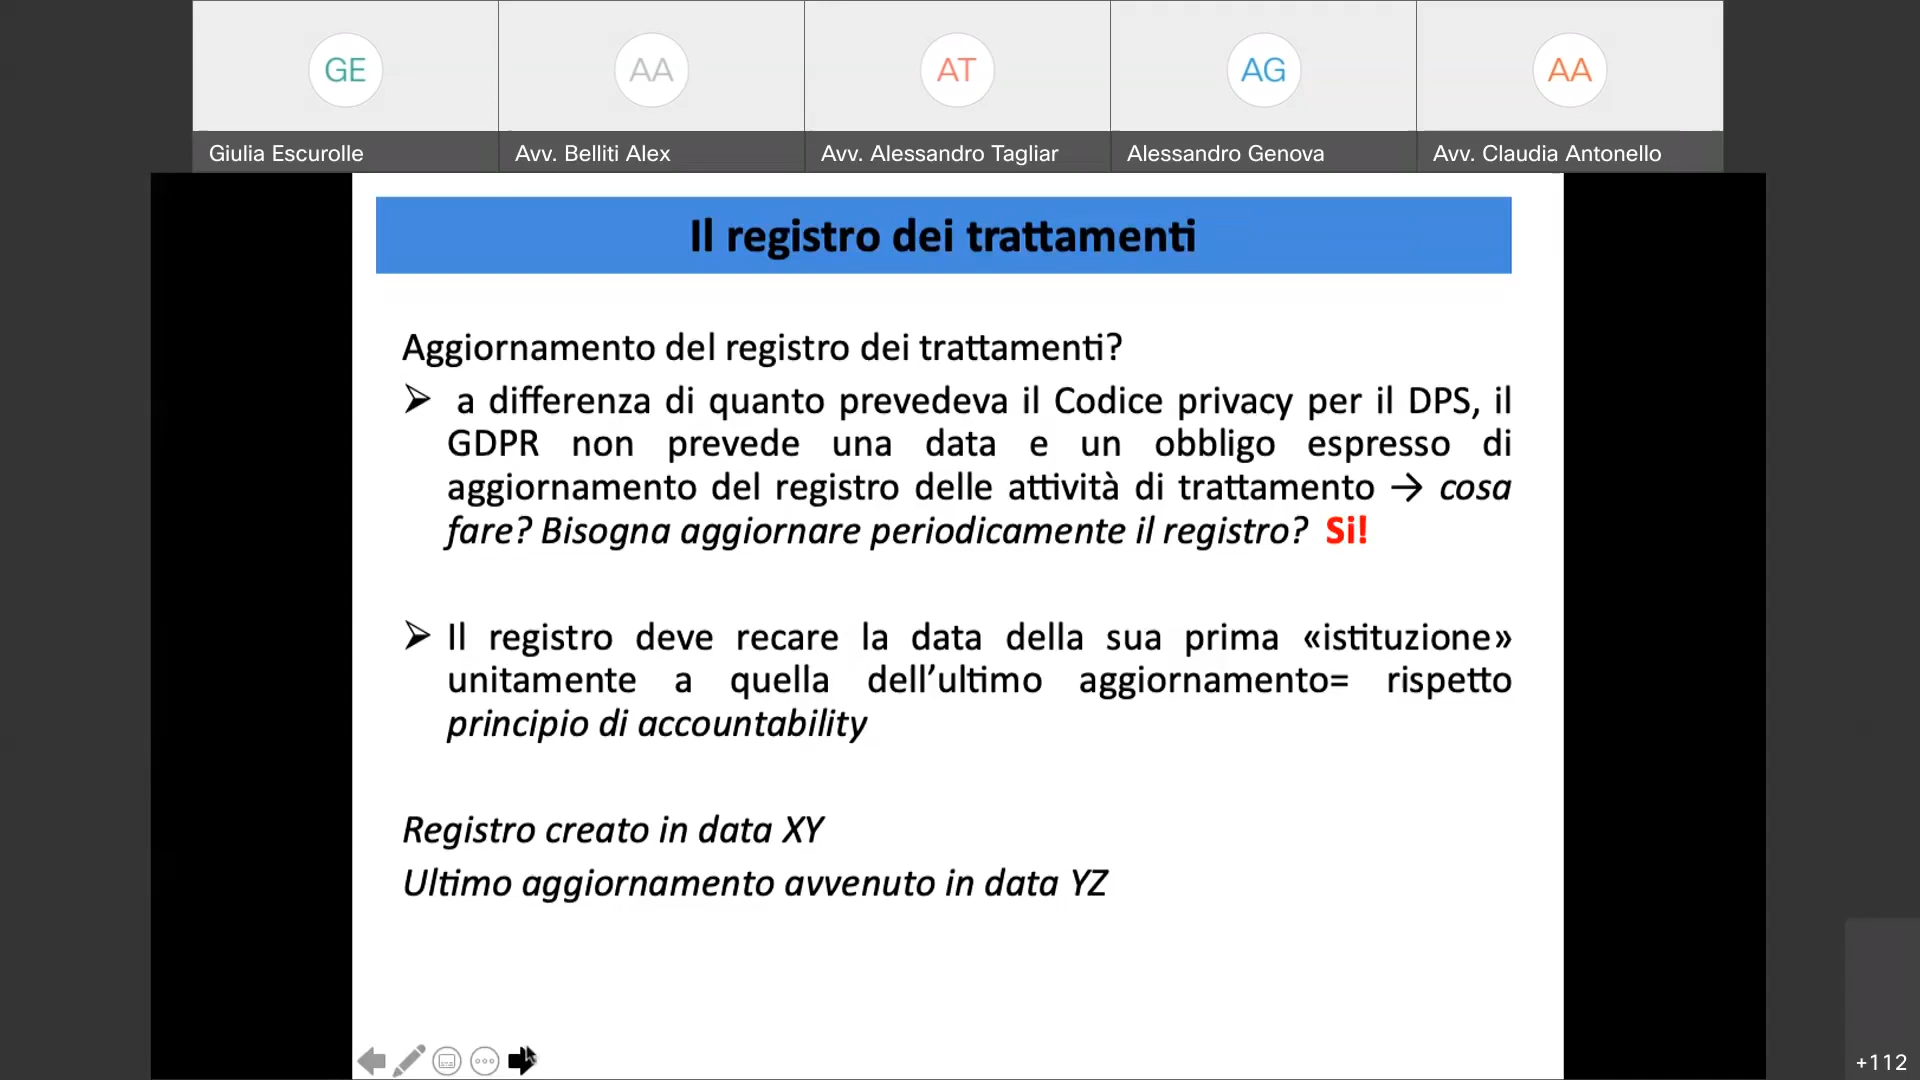 GE
AA
AT
AG
AA
Giulia Escurolle
Avv. Belliti Alex
Avv. Alessandro Tagliar
Alessandro Genova
Avv. Claudia Antonello
Il registro dei trattamenti
Aggiornamento del registro dei trattamenti?
a differenza di quanto prevedeva il Codice privacy per il DPS, il
GDPR non prevede una data e un obbligo espresso di
aggiornamento del registro delle attività di trattamento → cosa
fare? Bisogna aggiornare periodicamente il registro? Si!
Il registro deve recare la data della sua prima «istituzione»
unitamente a quella dell’ultimo aggiornamento= rispetto
principio di accountability
Registro creato in data XY
Ultimo aggiornamento avvenuto in data YZ
+112